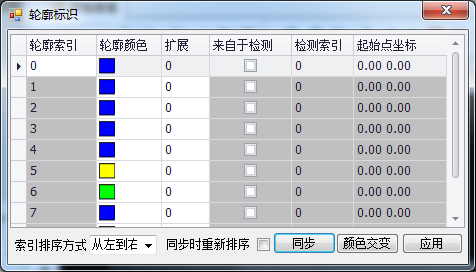 轮廓标识
轮廓索引 轮廓颜色 扩展 来自于检测 检测索引 起始点坐标
0 0 0 0.00 0.00
1 0 0 0.00 0.00
2 0 0 0.00 0.00
3 0 0 0.00 0.00
4 0 0 0.00 0.00
5 0 0 0.00 0.00
6 0 0 0.00 0.00
7 0 0 0.00 0.00
索引排序方式 从左到右 同步时重新排序 同步 颜色交变 应用